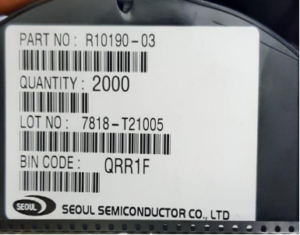 PART NO : R10190-03
QUANTITY : 2000
LOT NO : 7818-T21005
BIN CODE : QRR1F
SEOUL SEOUL SEMICONDUCTOR CO., LTD